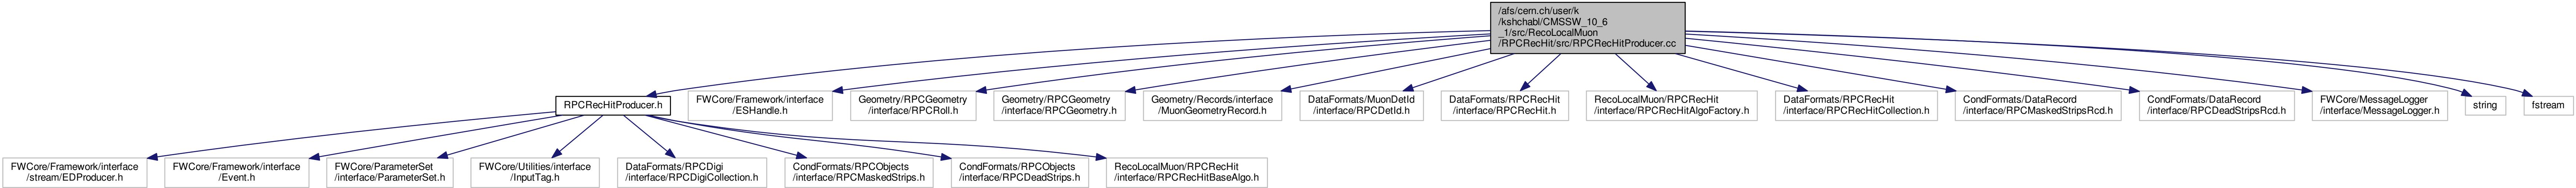 /afs/cern.ch/user/k
/kshchabl/CMSSW_10_6
_1/src/RecoLocalMuon
/RPCRecHit/src/RPCRecHitProducer.cc
RPCRecHitProducer.h
FWCore/Framework/interface
/ESHandle.h
Geometry/RPCGeometry
/interface/RPCRoll.h
Geometry/RPCGeometry
/interface/RPCGeometry.h
Geometry/Records/interface
/MuonGeometryRecord.h
DataFormats/MuonDetId
/interface/RPCDetId.h
DataFormats/RPCRecHit
/interface/RPCRecHit.h
RecoLocalMuon/RPCRecHit
/interface/RPCRecHitAlgoFactory.h
DataFormats/RPCRecHit
/interface/RPCRecHitCollection.h
CondFormats/DataRecord
/interface/RPCMaskedStripsRcd.h
CondFormats/DataRecord
/interface/RPCDeadStripsRcd.h
FWCore/MessageLogger
/interface/MessageLogger.h
string
fstream
FWCore/Framework/interface
/stream/EDProducer.h
FWCore/Framework/interface
/Event.h
FWCore/ParameterSet
/interface/ParameterSet.h
FWCore/Utilities/interface
/InputTag.h
DataFormats/RPCDigi
/interface/RPCDigiCollection.h
CondFormats/RPCObjects
/interface/RPCMaskedStrips.h
CondFormats/RPCObjects
/interface/RPCDeadStrips.h
RecoLocalMuon/RPCRecHit
/interface/RPCRecHitBaseAlgo.h